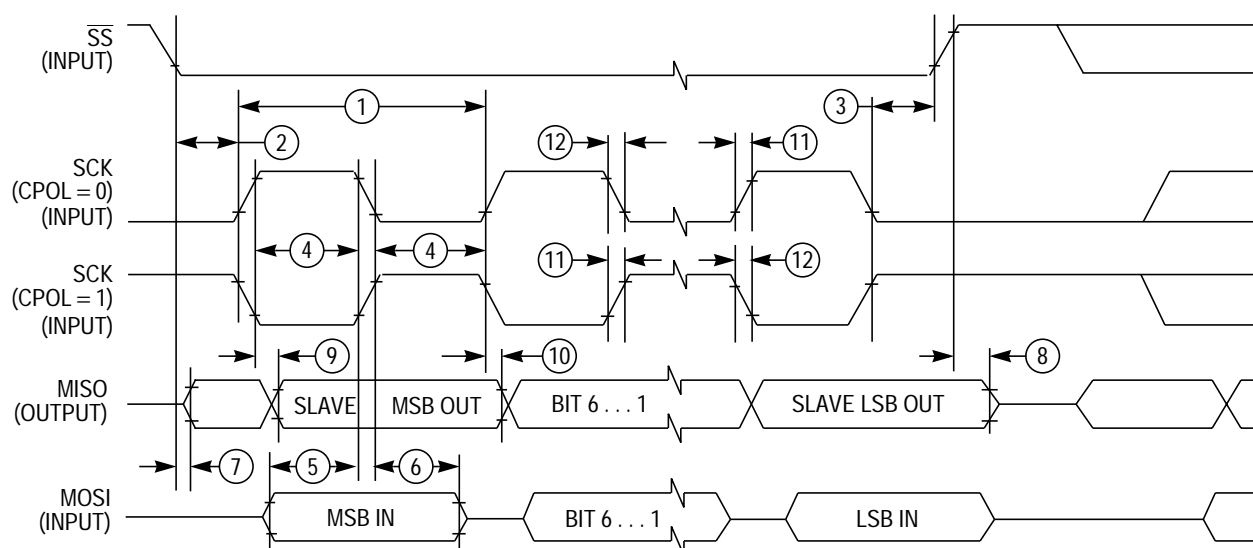 SS
(INPUT)
1
3
2
12
11
SCK
(CPOL = 0)
(INPUT)
4
4
SCK
(CPOL = 1)
(INPUT)
11
12
9
10
8
MISO
(OUTPUT)
SLAVE
MSB OUT
BIT 6 . . . 1
SLAVE LSB OUT
7
5
6
MOSI
(INPUT)
MSB IN
BIT 6 . . . 1
LSB IN